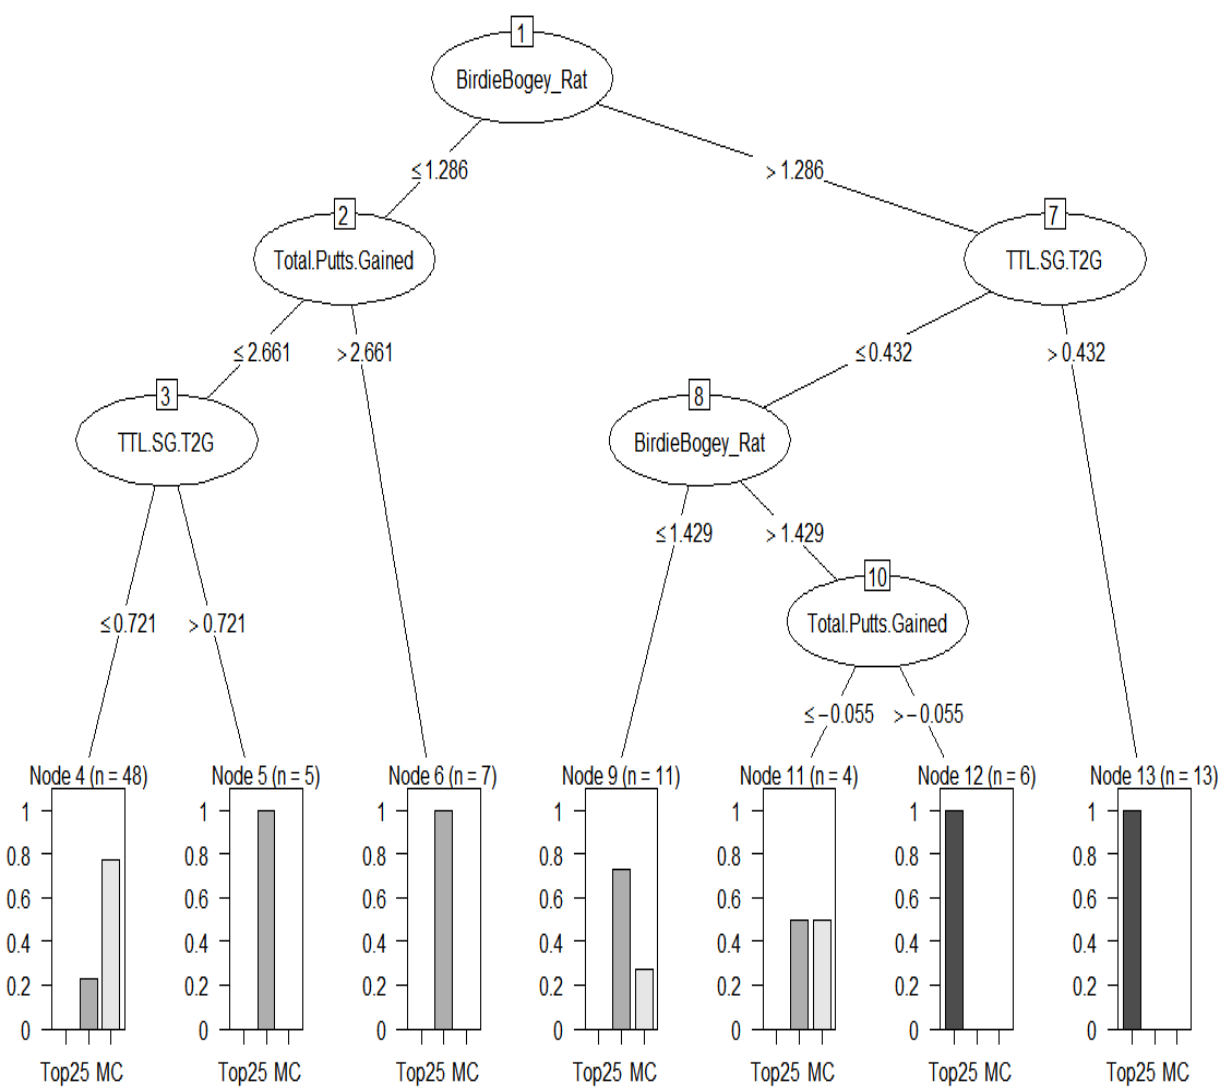 1
BirdieBogey_Rat
≤1.286
> 1.286
2
7
Total.Putts.Gained
TTL.SG.T2G
≤2.661
> 2.661
≤0.432
> 0.432
3
8
TTL.SG.T2G
BirdieBogey_Rat
≤1.429
> 1.429
10
≤0.721
> 0.721
Total.Putts.Gained
≤−0.055
>−0.055
Node 4 (n = 48)
Node 5 (n = 5)
Node 6 (n = 7)
Node 9 (n = 11)
Node 11 (n = 4)
Node 12 (n = 6)
Node 13 (n = 13)
1 1 1 1 1 1 1
0.8 0.8 0.8 0.8 0.8 0.8 0.8
0.6 0.6 0.6 0.6 0.6 0.6 0.6
0.4 0.4 0.4 0.4 0.4 0.4 0.4
0.2 0.2 0.2 0.2 0.2 0.2 0.2
0 0 0 0 0 0 0
Top25 MC Top25 MC Top25 MC Top25 MC Top25 MC Top25 MC Top25 MC